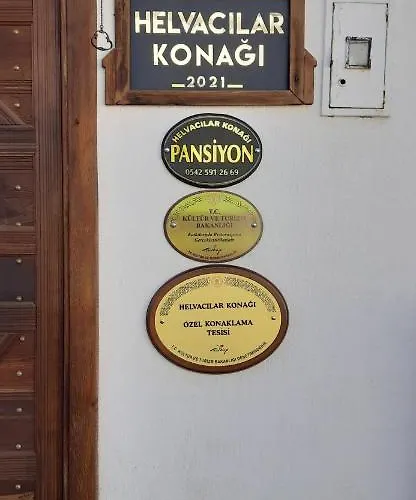 HELVACILAR
KONAĞI
2021
HELVACILAR KONAĞI
PANSİYON
0542 591 26 69
T.C.
KÜLTÜR VE TURİZM
BAKANLIĞI
HELVACILAR KONAĞI
ÖZEL KONAKLAMA
TESİSİ